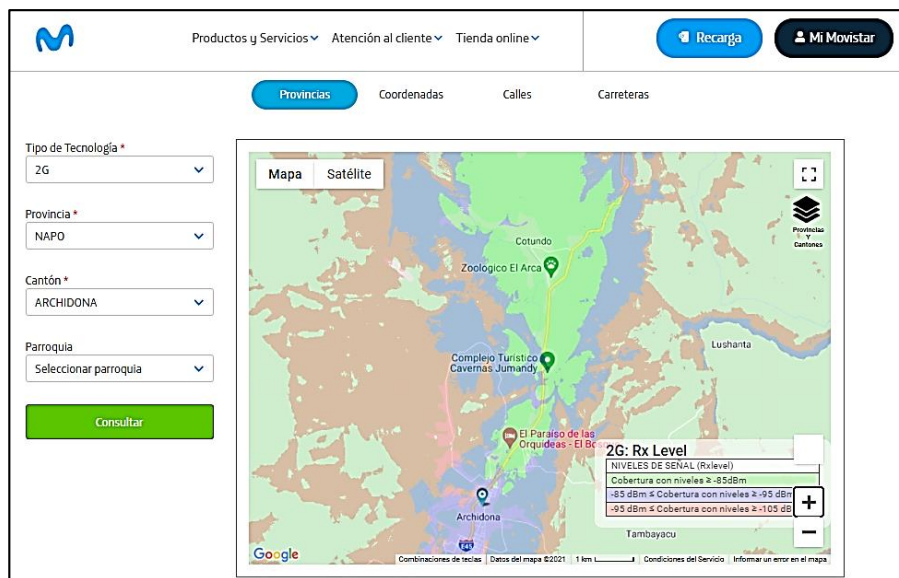 Productos y Servicios Atención al cliente Tienda online Recarga Mi Movistar
Provincias Coordenadas Calles Carreteras
Tipo de Tecnología *
2G
Provincia *
NAPO
Cantón *
ARCHIDONA
Parroquia
Seleccionar parroquia
Consultar
Mapa Satélite
Provincias
Y
Cantones
Cotundo
Zoológico El Arca
Lushanta
Complejo Turístico
Cavernas Jumandy
El Paraíso de las
Orquideas - El Bos
2G: Rx Level
NIVELES DE SEÑAL (Rxlevel)
Cobertura con niveles ≥ -85dBm
-85 dBm ≤ Cobertura con niveles ≥ -95 dBm
-95 dBm ≤ Cobertura con niveles ≥ -105 dB
Archidona
E45
Tambayacu
Google
Combinaciones de teclas Datos del mapa ©2021 1 km Condiciones del Servicio Informar un error en el mapa